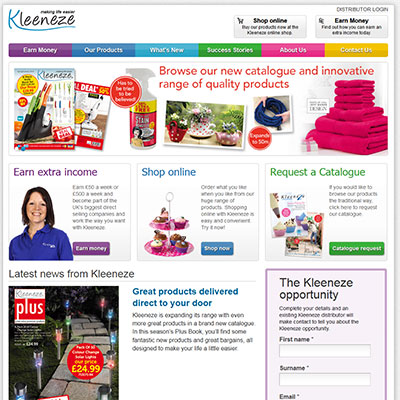 making life easier
Kleeneze
DISTRIBUTOR LOGIN
Shop online
Buy our products now at the Kleeneze online shop.
Earn Money
Find out how you can earn an extra income today
Earn Money
Our Products
What's New
Success Stories
About Us
Contact Us
Browse our new catalogue and innovative
range of quality products
Has to
be tried
to be
believed!
STAIN
Expands
to 50m
DESIGN
Earn extra income
Earn £50 a week or
£500 a week and
become part of the
UK's biggest direct
selling companies and
work the way you want
with Kleeneze
Earn money
Shop online
Order what you like
when you like from our
huge range of
products. Shopping
online with Kleeneze is
easy and convenient.
Try it now!
Shop now
Request a Catalogue
If you would like to
browse our products
the traditional way,
click here to request
our catalogue
Catalogue request
Latest news from Kleeneze
Kleeneze
plus
Pack Of 10
Colour Change
Solar Lights
our price
£24.99
Great products delivered
direct to your door
Kleeneze is expanding its range with even
more great products in a brand new catalogue.
In this season's Plus Book, you'll find some
fantastic new products and great bargains, all
designed to make your life a little easier.
The Kleeneze
opportunity
Complete your details and an
existing Kleeneze distributor will
make contact to tell you about the
Kleeneze opportunity.
First name *
Surname *
Email *